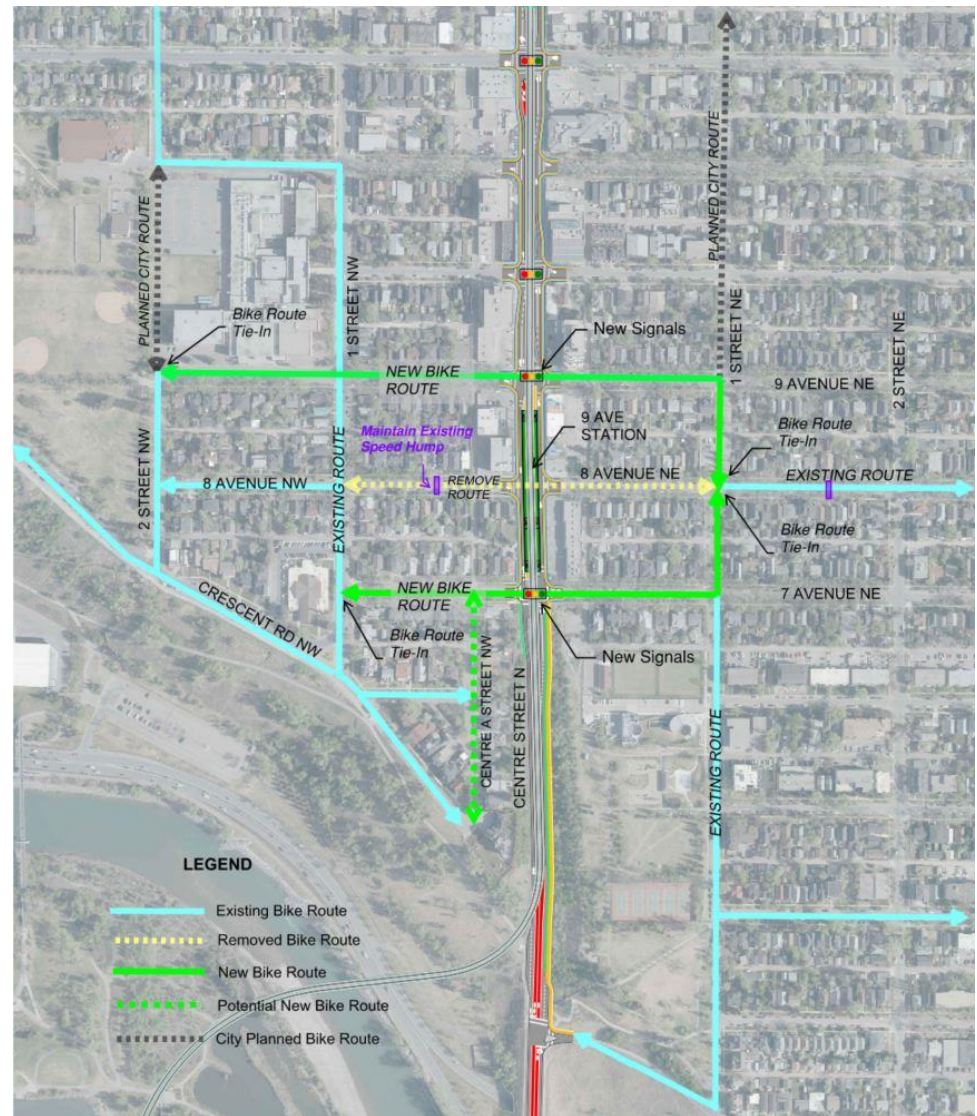 PLANNED CITY ROUTE
PLANNED CITY ROUTE
1 STREET NW
Bike Route
Tie-In
1 STREET NE
2 STREET NE
New Signals
NEW BIKE
ROUTE
9 AVENUE NE
9 AVE
STATION
Bike Route
Tie-In
Maintain Existing
Speed Hump
2 STREET NW
8 AVENUE NW
EXISTING ROUTE
REMOVE
ROUTE
8 AVENUE NE
EXISTING ROUTE
Bike Route
Tie-In
CRESCENT RD NW
NEW BIKE
ROUTE
7 AVENUE NE
Bike Route
Tie-In
CENTRE A STREET NW
CENTRE STREET N
New Signals
EXISTING ROUTE
LEGEND
Existing Bike Route
Removed Bike Route
New Bike Route
Potential New Bike Route
City Planned Bike Route